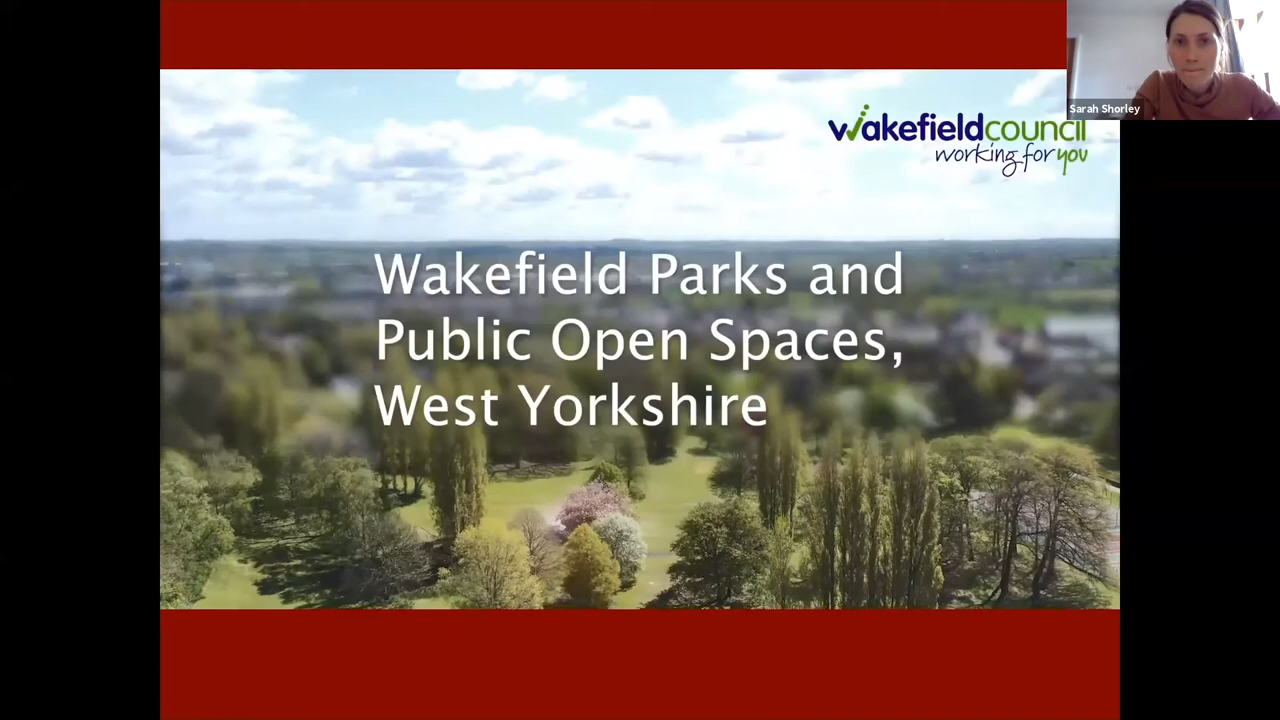 Sarah Shorley
wakefieldcouncil
working for you
Wakefield Parks and
Public Open Spaces,
West Yorkshire